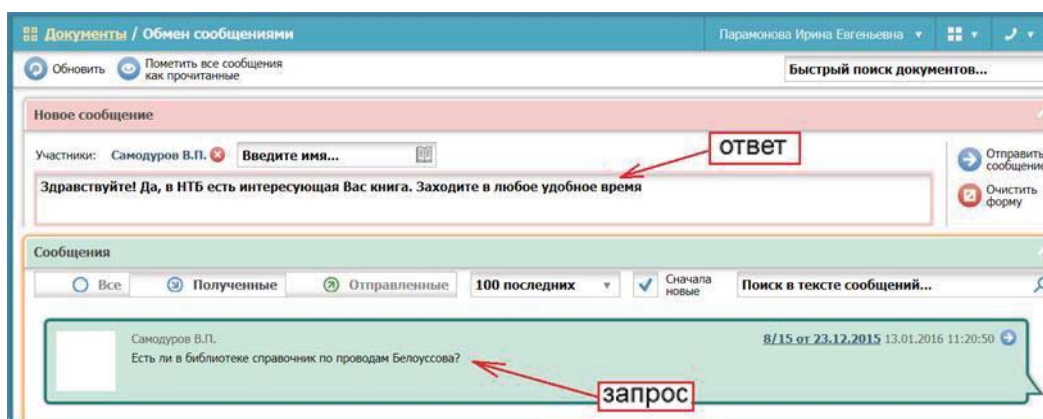 Документы / Обмен сообщениями
Парамонова Ирина Евгеньевна
Обновить
Пометить все сообщения
как прочитанные
Быстрый поиск документов...
Новое сообщение
Участники: Самодуров В.П. Введите имя...
ответ
Отправить
сообщение
Здравствуйте! Да, в НТБ есть интересующая Вас книга. Заходите в любое удобное время
Очистить
форму
Сообщения
Все Полученные Отправленные 100 последних Сначала
новые
Поиск в тексте сообщений...
Самодуров В.П. 8/15 от 23.12.2015 13.01.2016 11:20:50
Есть ли в библиотеке справочник по проводам Белоуссова?
запрос